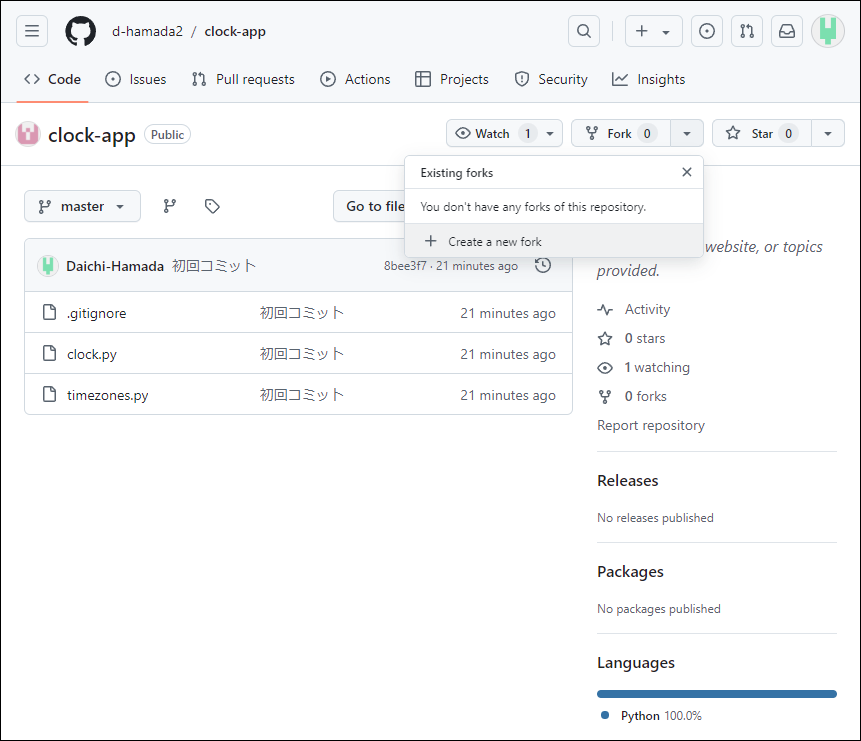 d-hamada2 / clock-app
Code Issues Pull requests Actions Projects Security Insights
clock-app Public
Watch 1 Fork 0 Star 0
Existing forks
You don't have any forks of this repository.
Create a new fork
master Go to file
Daichi-Hamada 初回コミット 8bee3f7 · 21 minutes ago
.gitignore 初回コミット 21 minutes ago
clock.py 初回コミット 21 minutes ago
timezones.py 初回コミット 21 minutes ago
website, or topics
provided.
Activity
0 stars
1 watching
0 forks
Report repository
Releases
No releases published
Packages
No packages published
Languages
Python 100.0%